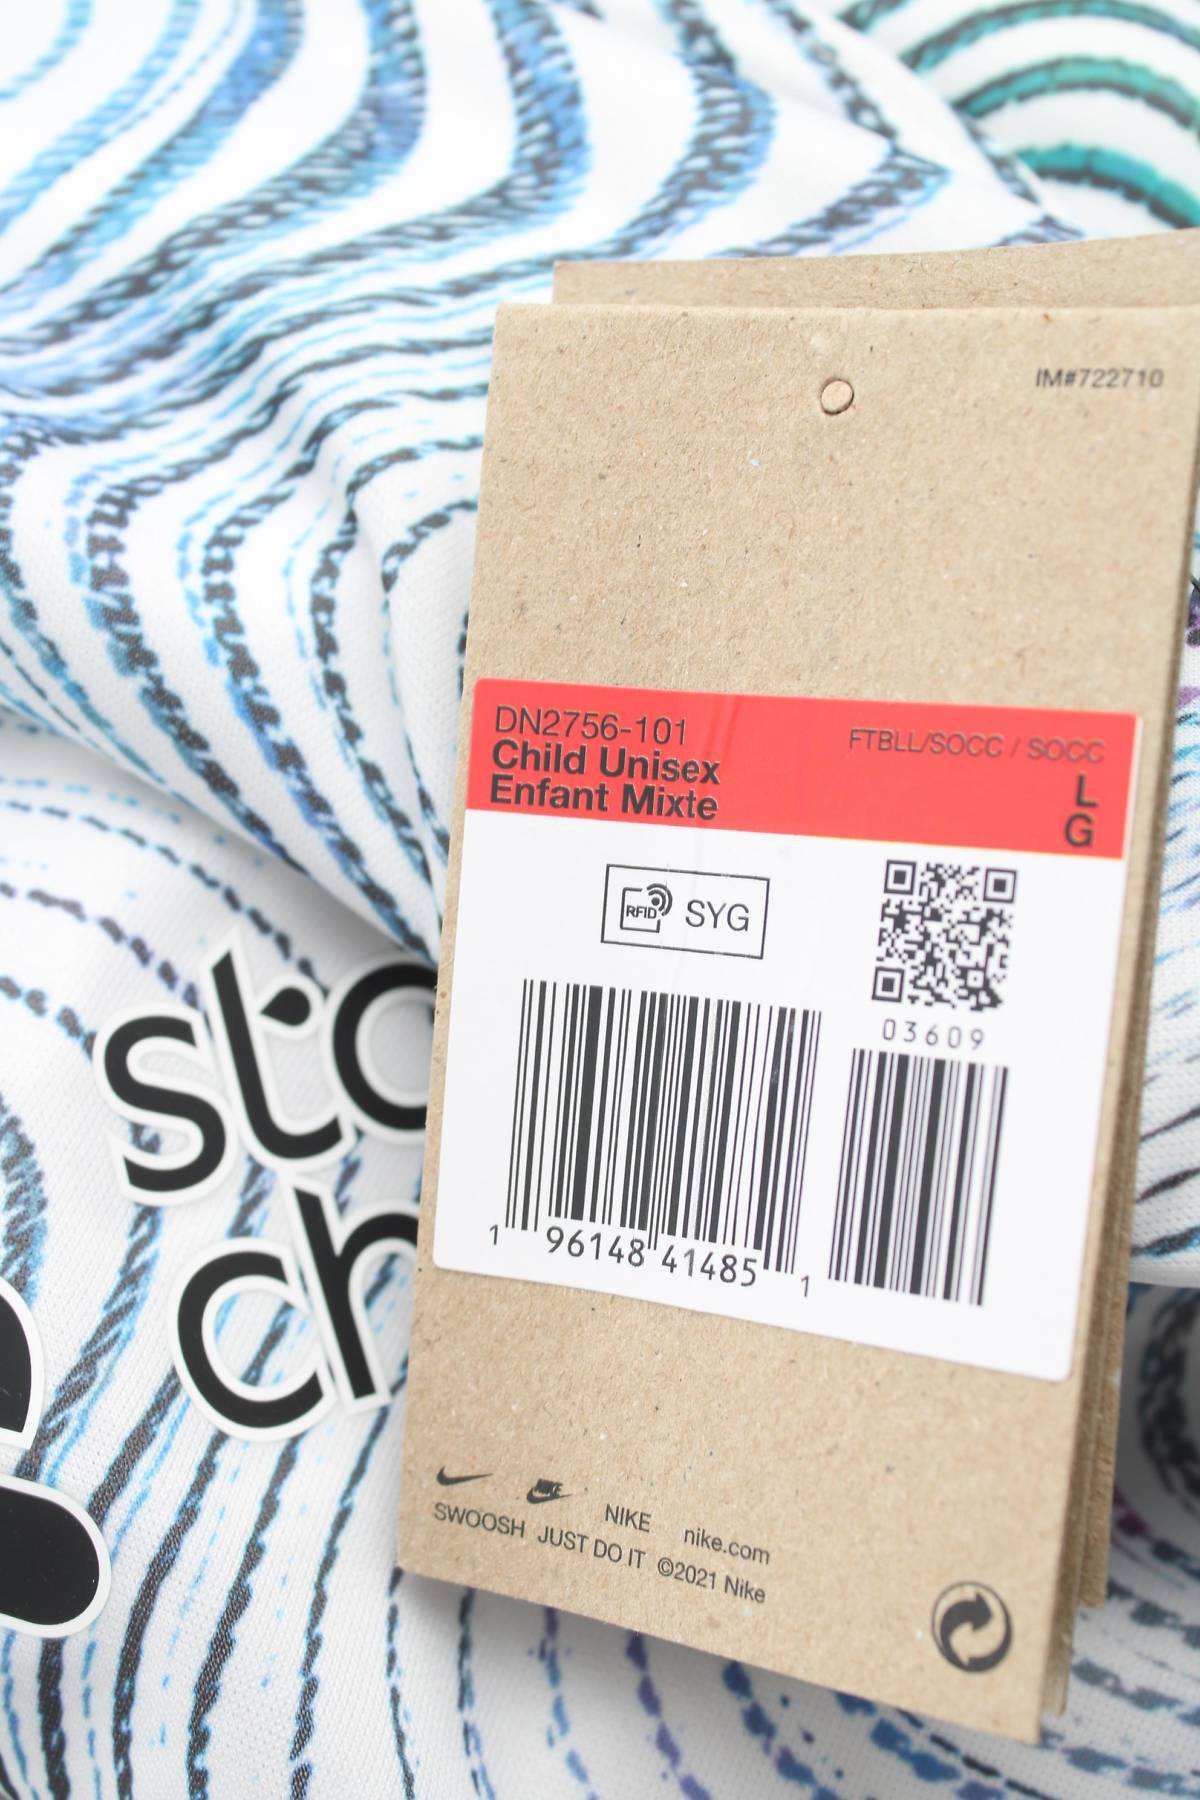 IM#722710
DN2756-101
FTBLL/SOCC / SOCC
Child Unisex
L
Enfant Mixte
G
RFID SYG
03609
1 96148 41485 1
sto
ch
NIKE nike.com
SWOOSH JUST DO IT ©2021 Nike